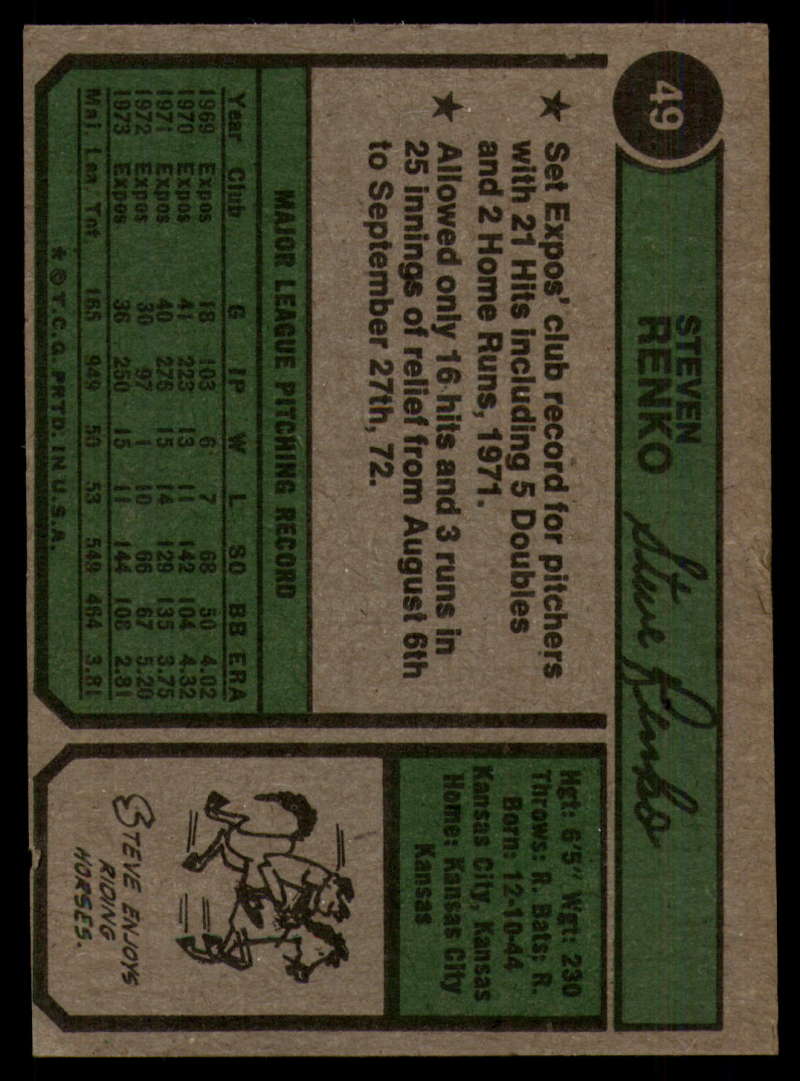 49
STEVEN
RENKO
Steve Renko
★ Set Expos' club record for pitchers
with 21 Hits including 5 Doubles
and 2 Home Runs, 1971.
★ Allowed only 16 hits and 3 runs in
25 innings of relief from August 6th
to September 27th, 72.
MAJOR LEAGUE PITCHING RECORD
Year Club G IP W L SO BB ERA
1969 Expos 18 103 6 7 68 50 4.02
1970 Expos 41 223 13 11 142 104 4.32
1971 Expos 40 276 15 14 129 135 3.75
1972 Expos 30 97 1 10 66 67 5.20
1973 Expos 36 250 15 11 144 108 2.81
Maj. Lea. Tot. 165 949 50 53 549 464 3.81
★ © T.C.G. PRTD. IN U.S.A.
Hgt: 6'5" Wgt: 230
Throws: R. Bats: R.
Born: 12-10-44
Kansas City, Kansas
Home: Kansas City
Kansas
STEVE ENJOYS
RIDING
HORSES.